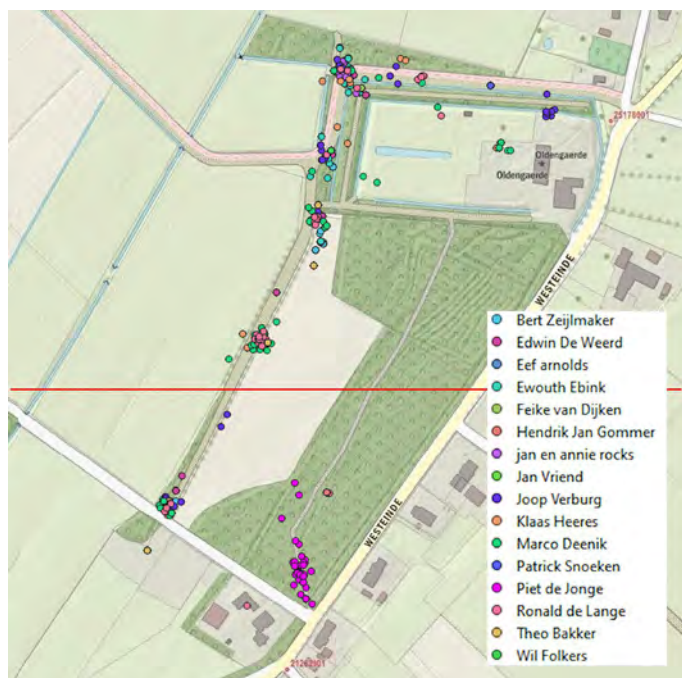 25178001
Oldengaerde
Oldengaerde
WESTEINDE
Bert Zeijlmaker
Edwin De Weerd
Eef arnolds
Ewouth Ebink
Feike van Dijken
Hendrik Jan Gommer
jan en annie rocks
Jan Vriend
Joop Verburg
Klaas Heeres
Marco Deenik
Patrick Snoeken
Piet de Jonge
Ronald de Lange
Theo Bakker
Wil Folkers
WESTEINDE